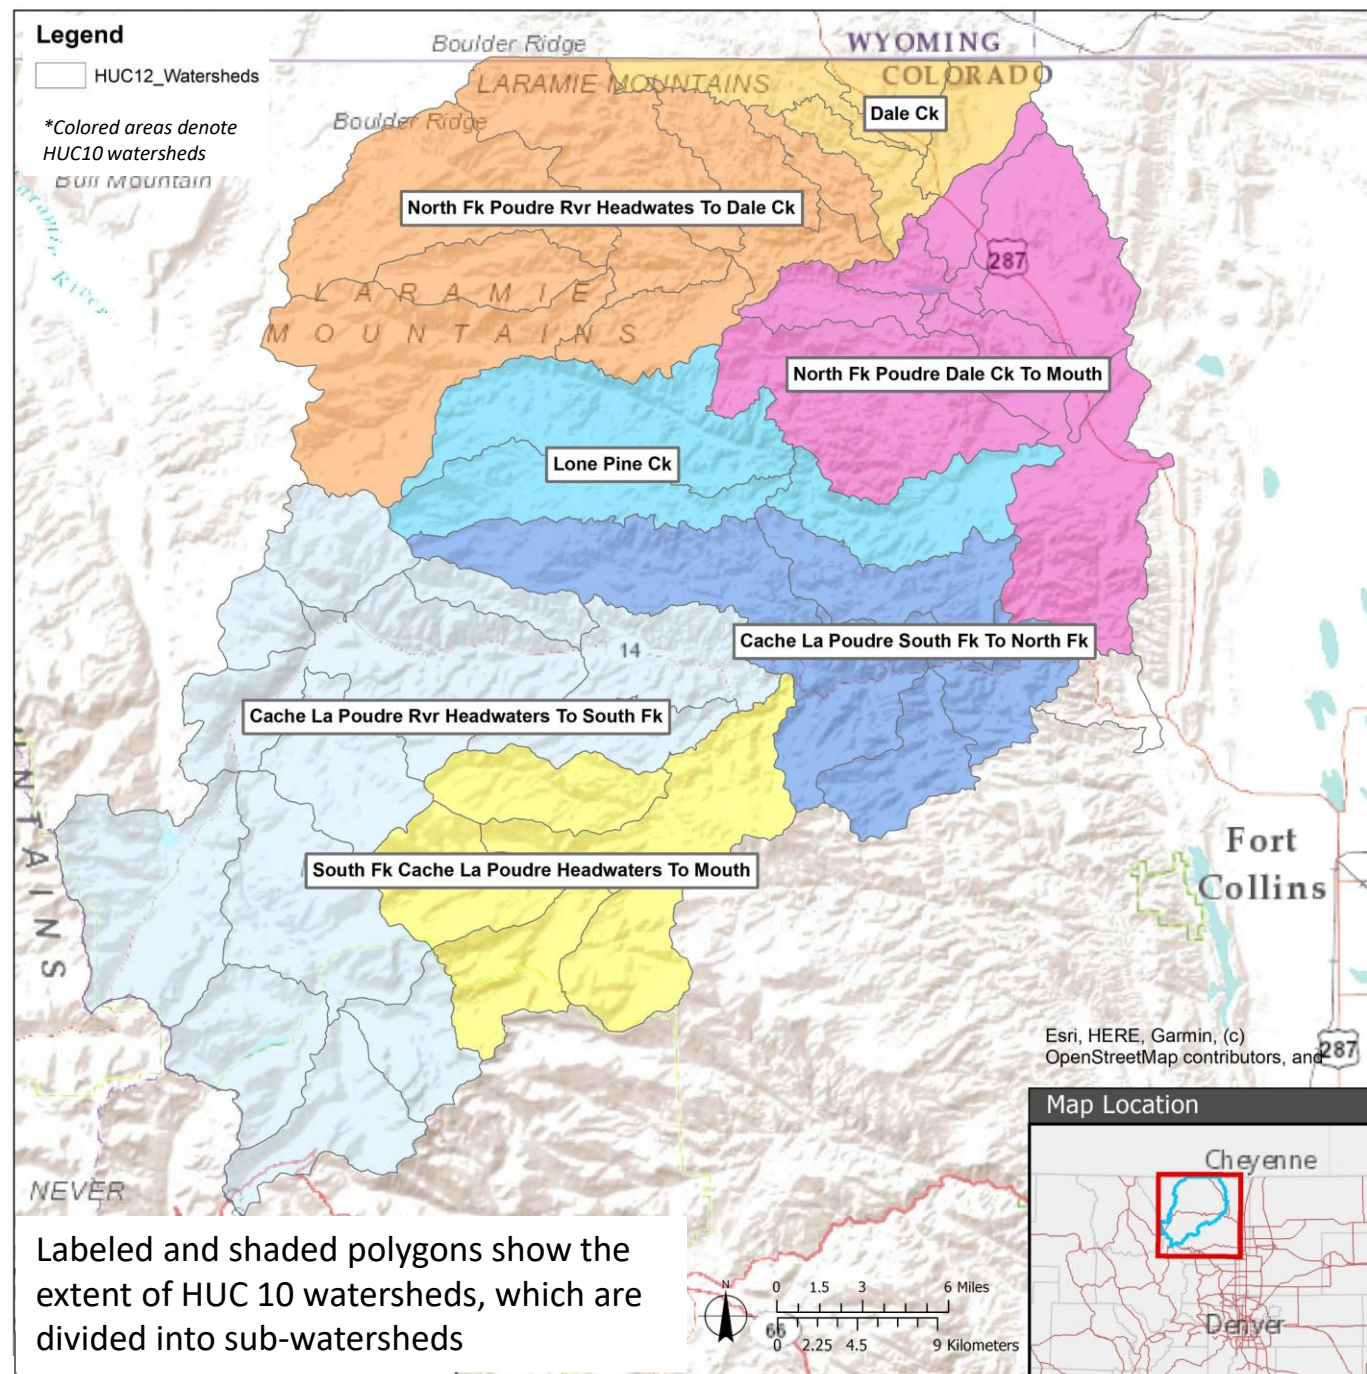 Legend
HUC12_Watersheds
*Colored areas denote
HUC10 watersheds
Boulder Ridge
WYOMING
COLORADO
LARAMIE MOUNTAINS
Dale Ck
Boulder Ridge
Bull Mountain
Laramie River
North Fk Poudre Rvr Headwates To Dale Ck
287
LARAMIE
MOUNTAINS
North Fk Poudre Dale Ck To Mouth
Lone Pine Ck
14
Cache La Poudre South Fk To North Fk
Cache La Poudre Rvr Headwaters To South Fk
NTAINS
Fort
Collins
South Fk Cache La Poudre Headwaters To Mouth
Esri, HERE, Garmin, (c)
OpenStreetMap contributors, and
287
Map Location
Cheyenne
Denver
NEVER
Labeled and shaded polygons show the
extent of HUC 10 watersheds, which are
divided into sub-watersheds
N
0 1.5 3 6 Miles
0 2.25 4.5 9 Kilometers